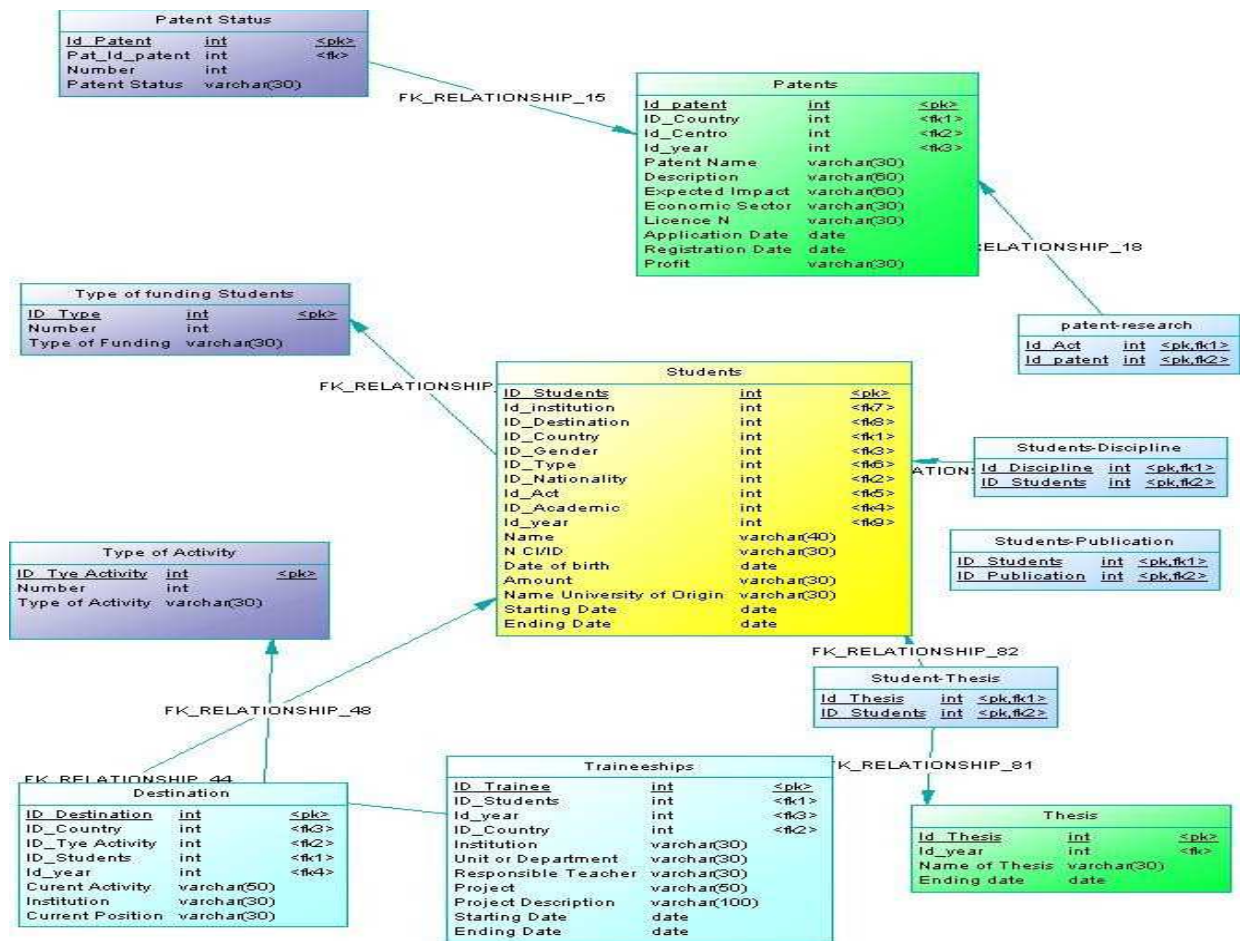 Patent Status
Id_Patent int <pk>
Pat_Id_patent int <fk>
Number int
Patent Status varchar(30)
FK_RELATIONSHIP_15
Patents
Id_patent int <pk>
ID_Country int <fk1>
Id_Centro int <fk2>
Id_year int <fk3>
Patent Name varchar(30)
Description varchar(60)
Expected Impact varchar(60)
Economic Sector varchar(30)
Licence N varchar(30)
Application Date date
Registration Date date
Profit varchar(30)
RELATIONSHIP_18
patent-research
Id_Act int <pk,fk1>
Id_patent int <pk,fk2>
Type of funding Students
ID_Type int <pk>
Number int
Type of Funding varchar(30)
FK_RELATIONSHIP_
Students
ID_Students int <pk>
Id_institution int <fk7>
ID_Destination int <fk8>
ID_Country int <fk1>
ID_Gender int <fk3>
ID_Type int <fk6>
ID_Nationality int <fk2>
Id_Act int <fk5>
ID_Academic int <fk4>
Id_year int <fk9>
Name varchar(40)
N CI/ID varchar(30)
Date of birth date
Amount varchar(30)
Name University of Origin varchar(30)
Starting Date date
Ending Date date
ATIONS
Students-Discipline
Id_Discipline int <pk,fk1>
ID_Students int <pk,fk2>
Students-Publication
ID_Students int <pk,fk1>
ID_Publication int <pk,fk2>
Type of Activity
ID_Tye Activity int <pk>
Number int
Type of Activity varchar(30)
FK_RELATIONSHIP_48
FK_RELATIONSHIP_82
Student-Thesis
Id_Thesis int <pk,fk1>
ID_Students int <pk,fk2>
FK_RELATIONSHIP_44
Destination
ID_Destination int <pk>
ID_Country int <fk3>
ID_Tye Activity int <fk2>
ID_Students int <fk1>
Id_year int <fk4>
Curent Activity varchar(50)
Institution varchar(30)
Current Position varchar(30)
Traineeships
ID_Trainee int <pk>
ID_Students int <fk1>
Id_year int <fk3>
ID_Country int <fk2>
Institution varchar(30)
Unit or Department varchar(30)
Responsible Teacher varchar(30)
Project varchar(50)
Project Description varchar(100)
Starting Date date
Ending Date date
FK_RELATIONSHIP_81
Thesis
Id_Thesis int <pk>
Id_year int <fk>
Name of Thesis varchar(30)
Ending date date